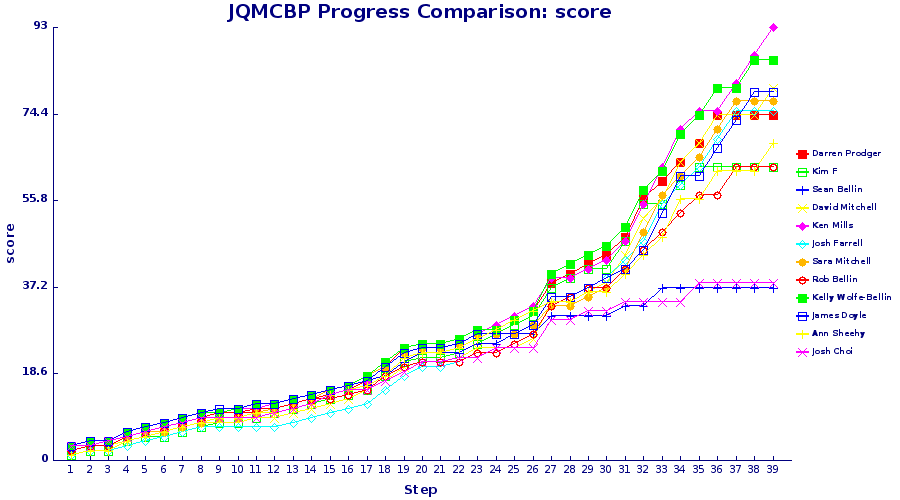 JQMCBP Progress Comparison: score
93
74.4
55.8
37.2
18.6
0
score
1 2 3 4 5 6 7 8 9 10 11 12 13 14 15 16 17 18 19 20 21 22 23 24 25 26 27 28 29 30 31 32 33 34 35 36 37 38 39
Step
Darren Prodger
Kim F
Sean Bellin
David Mitchell
Ken Mills
Josh Farrell
Sara Mitchell
Rob Bellin
Kelly Wolfe-Bellin
James Doyle
Ann Sheehy
Josh Choi